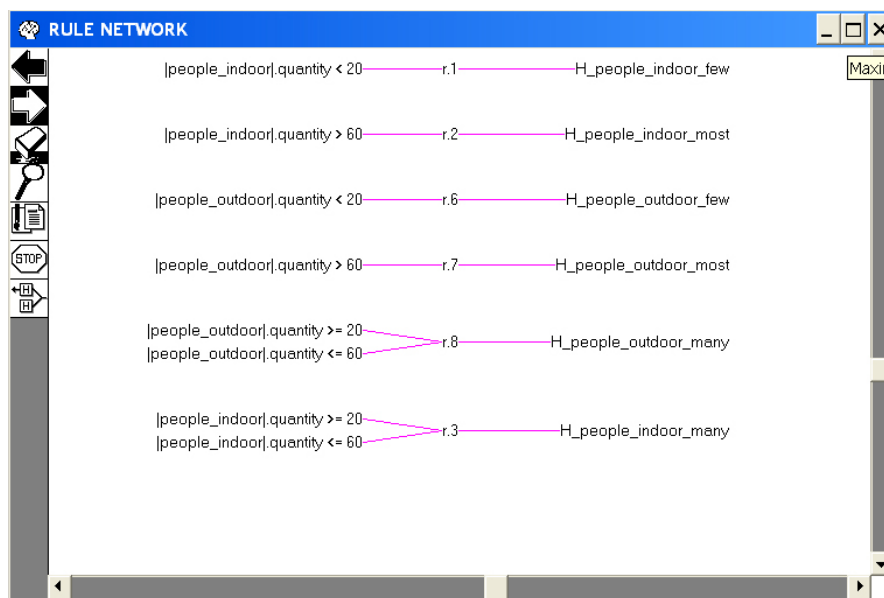 RULE NETWORK
|people_indoor|.quantity < 20 r.1 H_people_indoor_few
|people_indoor|.quantity > 60 r.2 H_people_indoor_most
|people_outdoor|.quantity < 20 r.6 H_people_outdoor_few
|people_outdoor|.quantity > 60 r.7 H_people_outdoor_most
|people_outdoor|.quantity >= 20
|people_outdoor|.quantity <= 60
r.8 H_people_outdoor_many
|people_indoor|.quantity >= 20
|people_indoor|.quantity <= 60
r.3 H_people_indoor_many
STOP
H
H